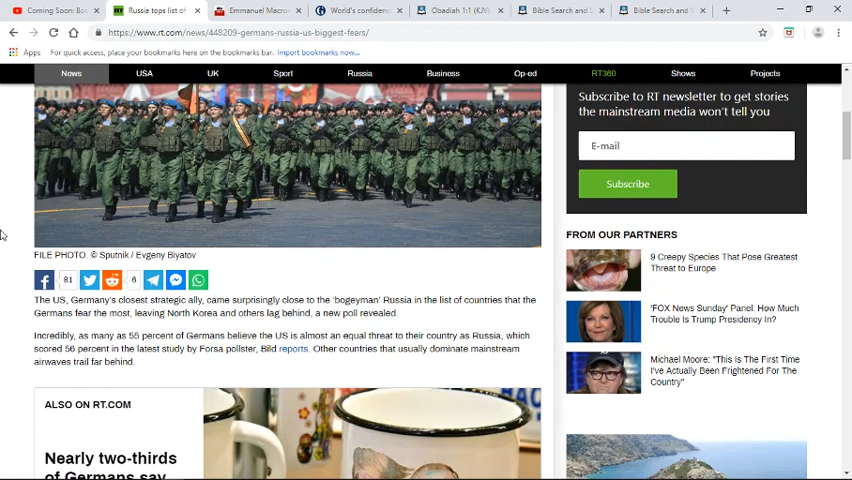 Coming Soon: Bo
Russia tops list of
Emmanuel Macro
World's confidenc
Obadiah 1:1 (KJV)
Bible Search and S
Bible Search and S
https://www.rt.com/news/448209-germans-russia-us-biggest-fears/
Apps
For quick access, place your bookmarks here on the bookmarks bar.
Import bookmarks now...
News
USA
UK
Sport
Russia
Business
Op-ed
RT360
Shows
Projects
FILE PHOTO. © Sputnik / Evgeny Biyatov
81
6
The US, Germany's closest strategic ally, came surprisingly close to the 'bogeyman' Russia in the list of countries that the
Germans fear the most, leaving North Korea and others lag behind, a new poll revealed.
Incredibly, as many as 55 percent of Germans believe the US is almost an equal threat to their country as Russia, which
scored 56 percent in the latest study by Forsa pollster, Bild reports. Other countries that usually dominate mainstream
airwaves trail far behind.
ALSO ON RT.COM
Nearly two-thirds
of Germans say
Subscribe to RT newsletter to get stories
the mainstream media won't tell you
E-mail
Subscribe
FROM OUR PARTNERS
9 Creepy Species That Pose Greatest
Threat to Europe
'FOX News Sunday' Panel: How Much
Trouble Is Trump Presidency In?
Michael Moore: "This Is The First Time
I've Actually Been Frightened For The
Country"